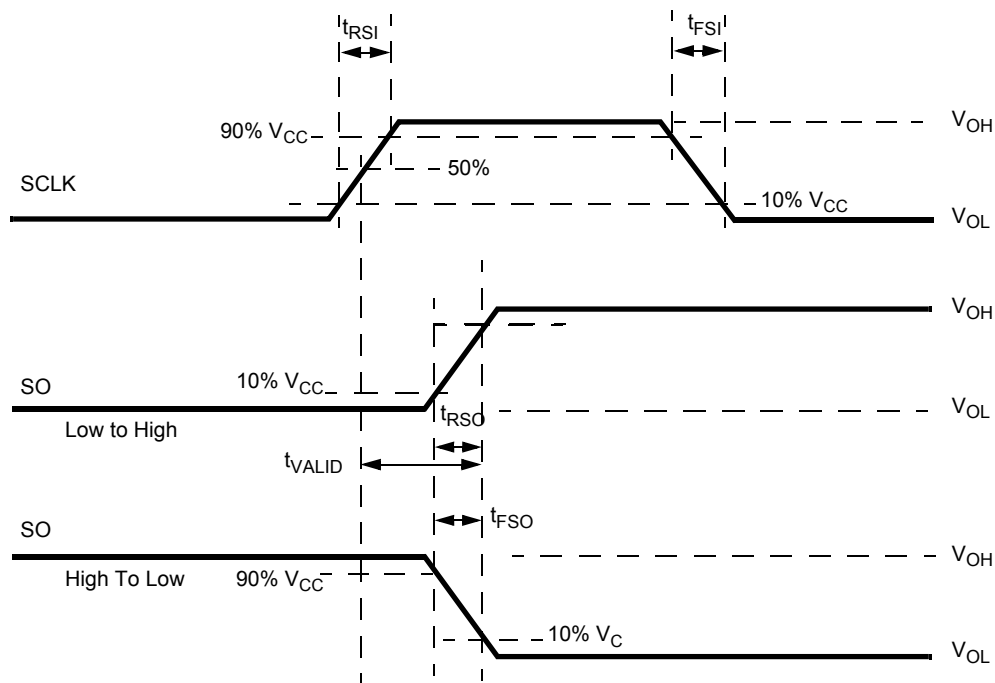 tRSI
tFSI
90% VCC
VOH
50%
SCLK
10% VCC
VOL
VOH
SO
10% VCC
tRSO
VOL
Low to High
tVALID
tFSO
SO
VOH
High To Low
90% VCC
10% VC
VOL